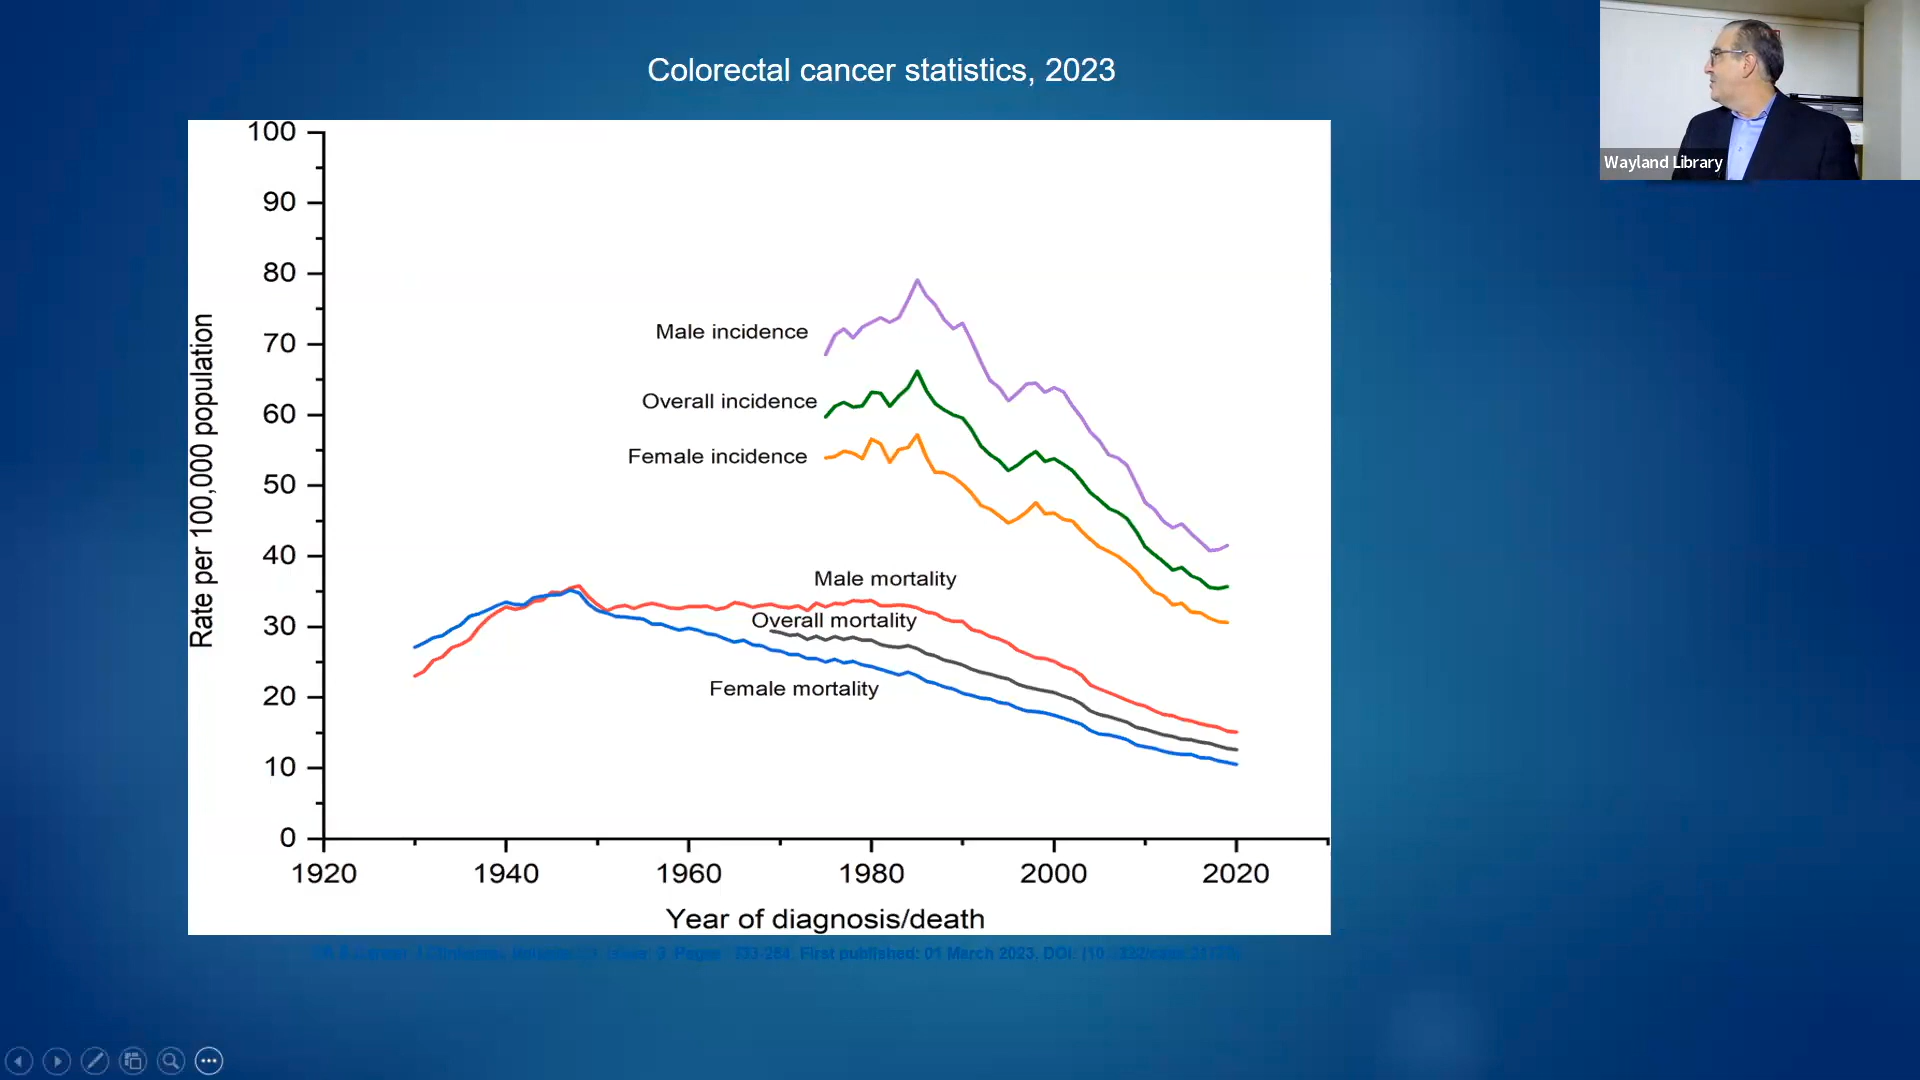 Colorectal cancer statistics, 2023
Wayland Library
100
90
80
70
60
50
40
30
20
10
0
Rate per 100,000 population
Male incidence
Overall incidence
Female incidence
Male mortality
Overall mortality
Female mortality
1920 1940 1960 1980 2000 2020
Year of diagnosis/death
First published: 01 March 2023. DOI: